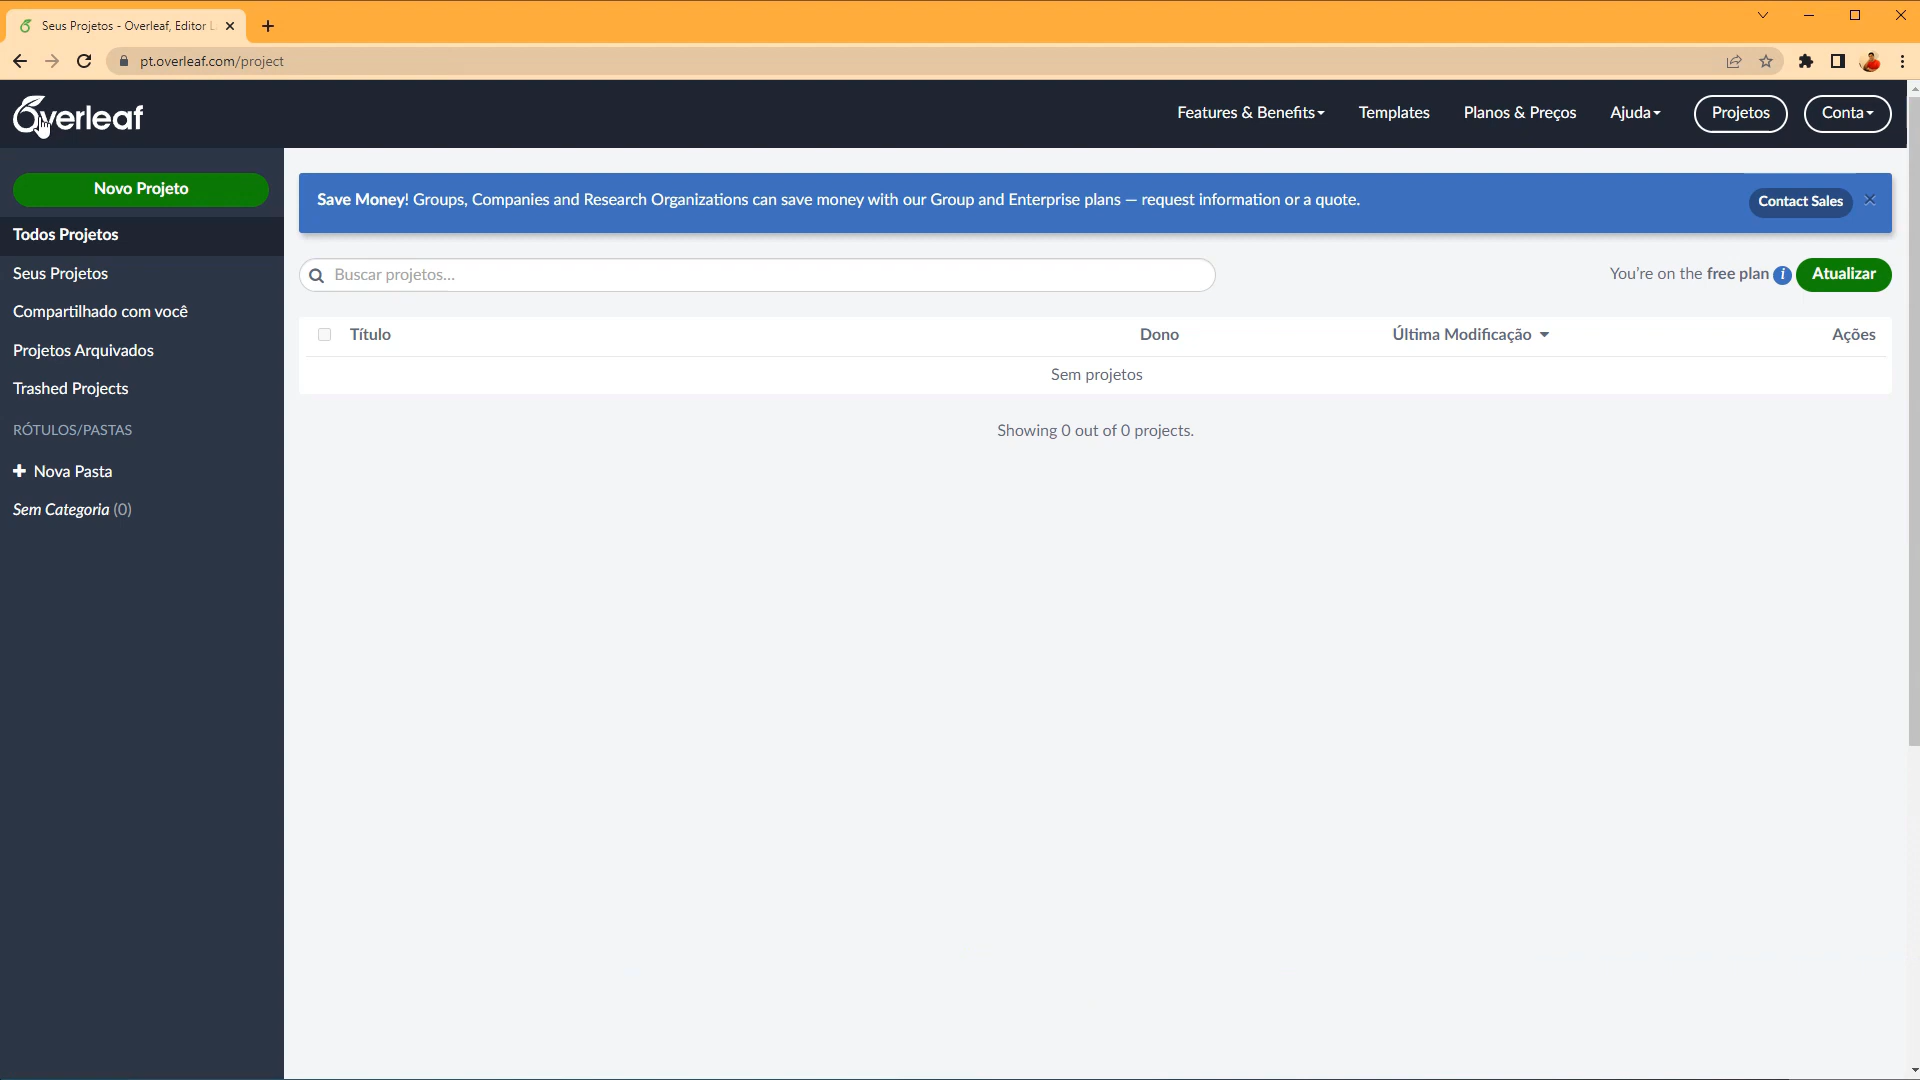 Seus Projetos - Overleaf, Editor L
pt.overleaf.com/project
Overleaf
Features & Benefits
Templates
Planos & Preços
Ajuda
Projetos
Conta
Novo Projeto
Todos Projetos
Seus Projetos
Compartilhado com você
Projetos Arquivados
Trashed Projects
RÓTULOS/PASTAS
Nova Pasta
Sem Categoria (0)
Save Money! Groups, Companies and Research Organizations can save money with our Group and Enterprise plans — request information or a quote.
Contact Sales
Buscar projetos...
You're on the free plan
Atualizar
Título
Dono
Última Modificação
Ações
Sem projetos
Showing 0 out of 0 projects.